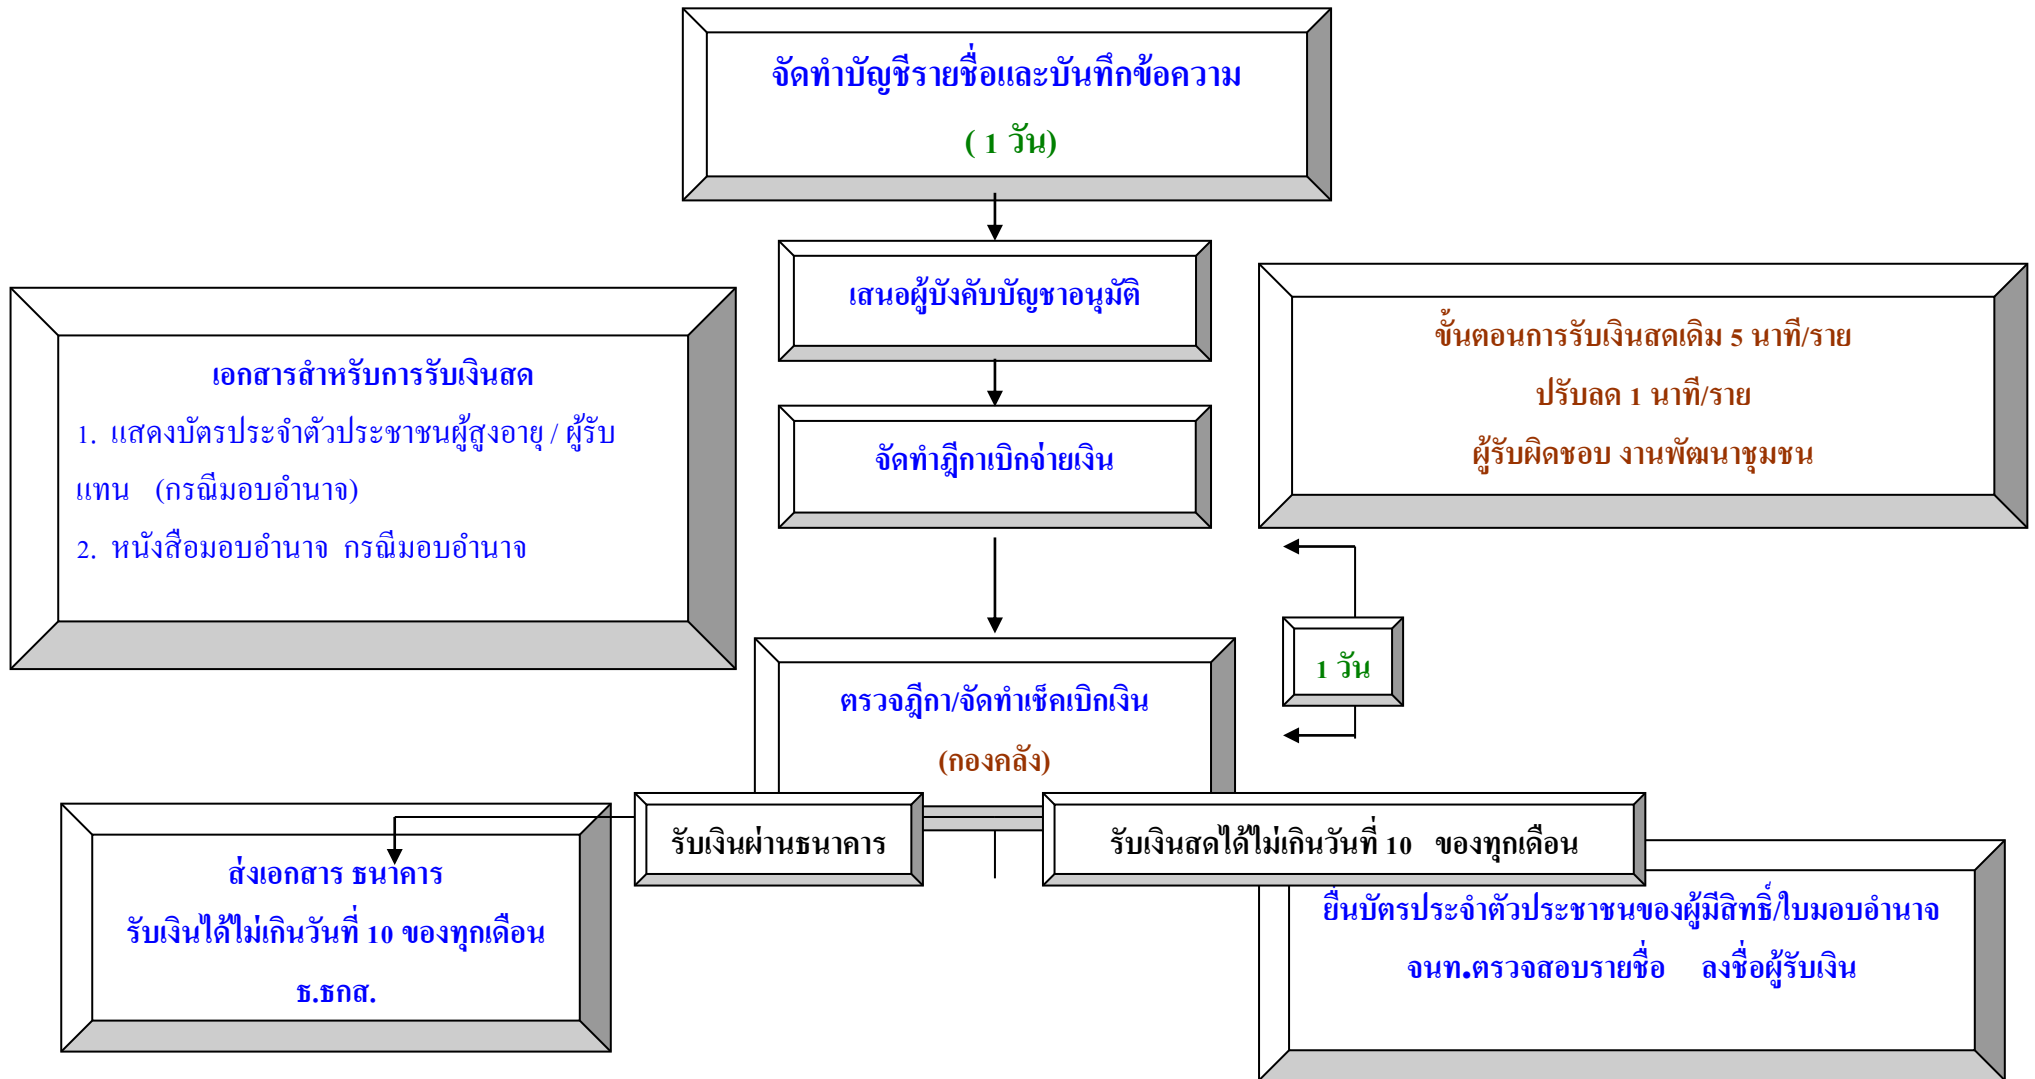 จัดทำบัญชีรายชื่อและบันทึกข้อความ
( 1 วัน)
เสนอผู้บังคับบัญชาอนุมัติ
เอกสารสำหรับการรับเงินสด
1. แสดงบัตรประจำตัวประชาชนผู้สูงอายุ / ผู้รับ
แทน (กรณีมอบอำนาจ)
2. หนังสือมอบอำนาจ กรณีมอบอำนาจ
ขั้นตอนการรับเงินสดเดิม 5 นาที/ราย
ปรับลด 1 นาที/ราย
ผู้รับผิดชอบ งานพัฒนาชุมชน
จัดทำฎีกาเบิกจ่ายเงิน
1 วัน
ตรวจฎีกา/จัดทำเช็คเบิกเงิน
(กองคลัง)
รับเงินผ่านธนาคาร
รับเงินสดได้ไม่เกินวันที่ 10 ของทุกเดือน
ส่งเอกสาร ธนาคาร
รับเงินได้ไม่เกินวันที่ 10 ของทุกเดือน
ธ.ธกส.
ยื่นบัตรประจำตัวประชาชนของผู้มีสิทธิ์/ใบมอบอำนาจ
จนท.ตรวจสอบรายชื่อ ลงชื่อผู้รับเงิน